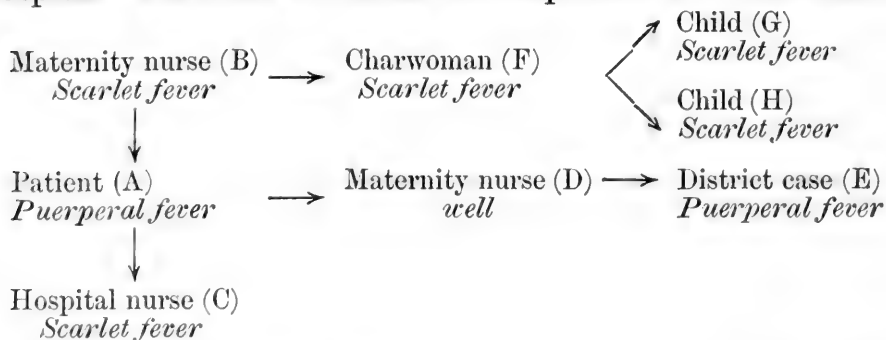 Child (G)
Scarlet fever
Maternity nurse (B) Charwoman (F)
Scarlet fever Scarlet fever
Child (H)
Scarlet fever
Patient (A) Maternity nurse (D) District case (E)
Puerperal fever well Puerperal fever
Hospital nurse (C)
Scarlet fever